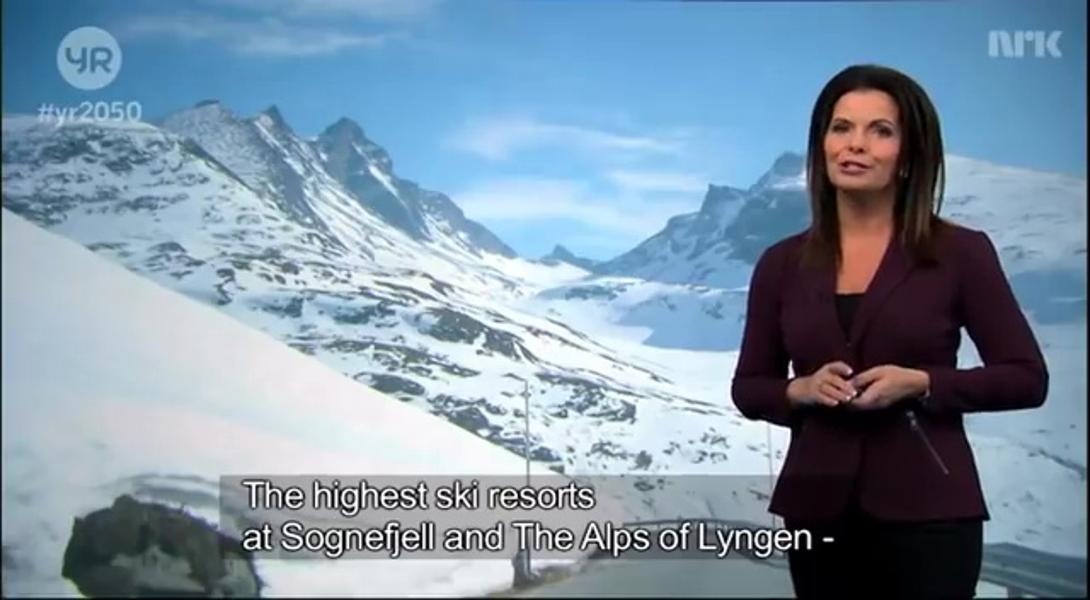 YR
nrk
#yr2050
The highest ski resorts
at Sognefjell and The Alps of Lyngen -